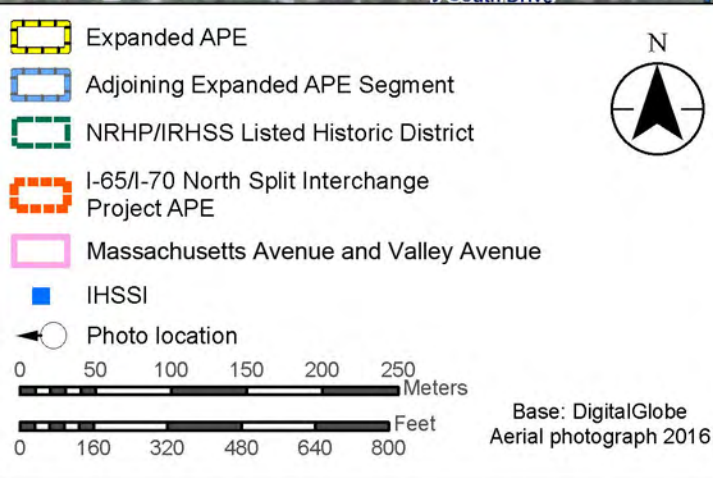 South Drive
Expanded APE
N
Adjoining Expanded APE Segment
NRHP/IRHSS Listed Historic District
I-65/I-70 North Split Interchange
Project APE
Massachusetts Avenue and Valley Avenue
IHSSI
Photo location
0 50 100 150 200 250
Meters
Feet
0 160 320 480 640 800
Base: DigitalGlobe
Aerial photograph 2016